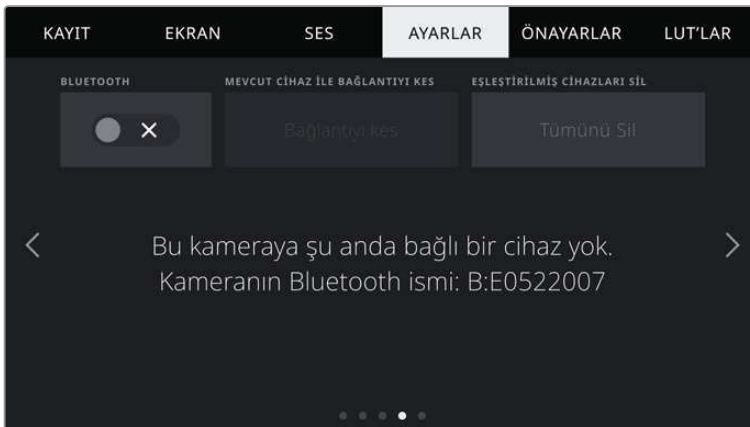 KAYIT EKRAN SES AYARLAR ÖNAYARLAR LUT'LAR
BLUETOOTH MEVCUT CİHAZ İLE BAĞLANTIYI KES EŞLEŞTİRİLMİŞ CİHAZLARI SİL
Bağlantıyı kes Tümünü Sil
Bu kameraya şu anda bağlı bir cihaz yok.
Kameranın Bluetooth ismi: B:E0522007